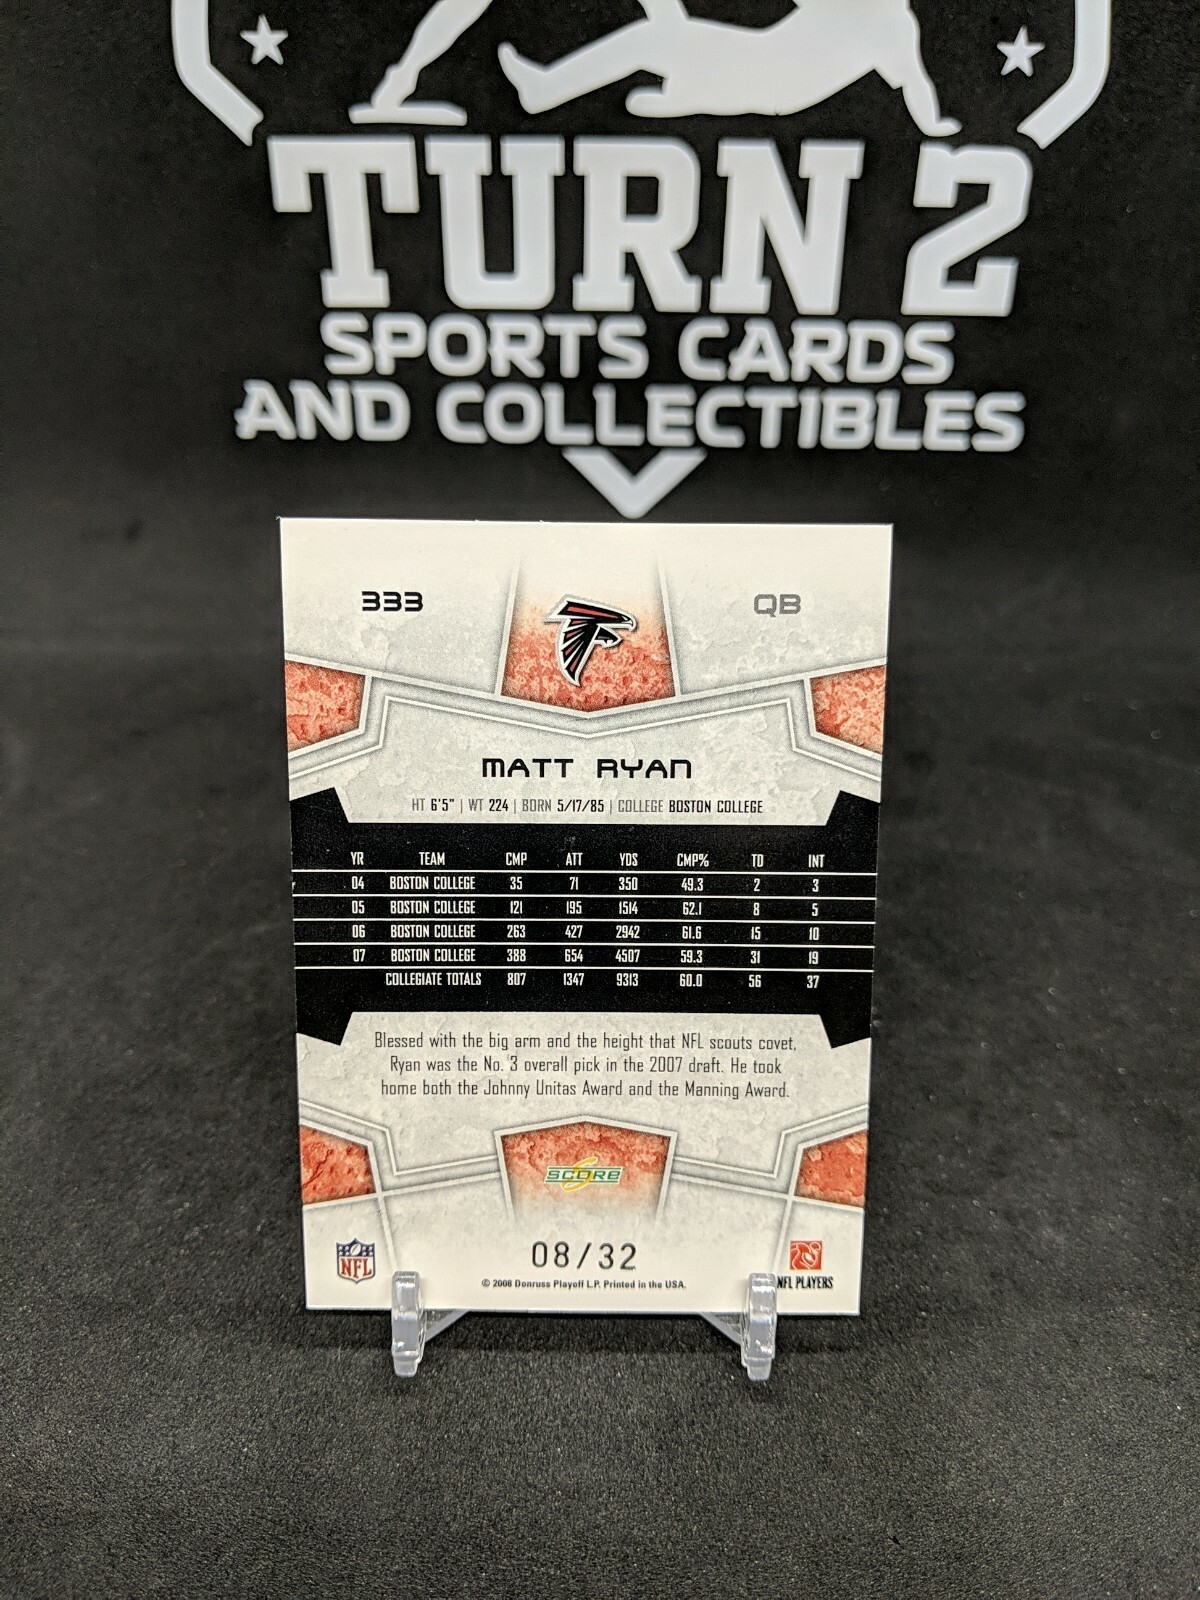 TURN 2
SPORTS CARDS
AND COLLECTIBLES
333 QB
MATT RYAN
HT 6'5" | WT 224 | BORN 5/17/85 | COLLEGE BOSTON COLLEGE
YR TEAM CMP ATT YDS CMP% TD INT
04 BOSTON COLLEGE 35 71 350 49.3 2 3
05 BOSTON COLLEGE 121 195 1514 62.1 8 5
06 BOSTON COLLEGE 263 427 2942 61.6 15 10
07 BOSTON COLLEGE 388 654 4507 59.3 31 19
COLLEGIATE TOTALS 807 1347 9313 60.0 56 37
Blessed with the big arm and the height that NFL scouts covet,
Ryan was the No. 3 overall pick in the 2007 draft. He took
home both the Johnny Unitas Award and the Manning Award.
SCORE
08/32
NFL
© 2008 Donruss Playoff L.P. Printed in the USA.
NFL PLAYERS